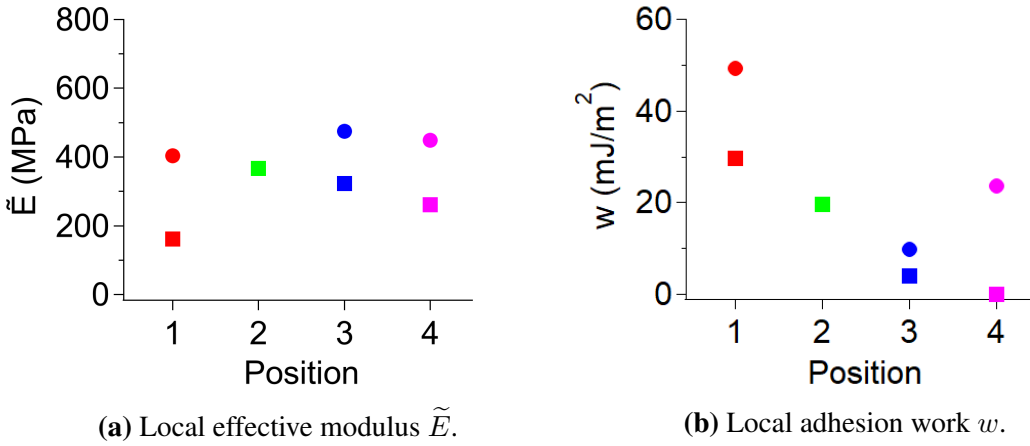 800
600
400
200
0
Ẽ (MPa)
1 2 3 4
Position
(a) Local effective modulus Ẽ.
60
40
20
0
w (mJ/m²)
1 2 3 4
Position
(b) Local adhesion work w.